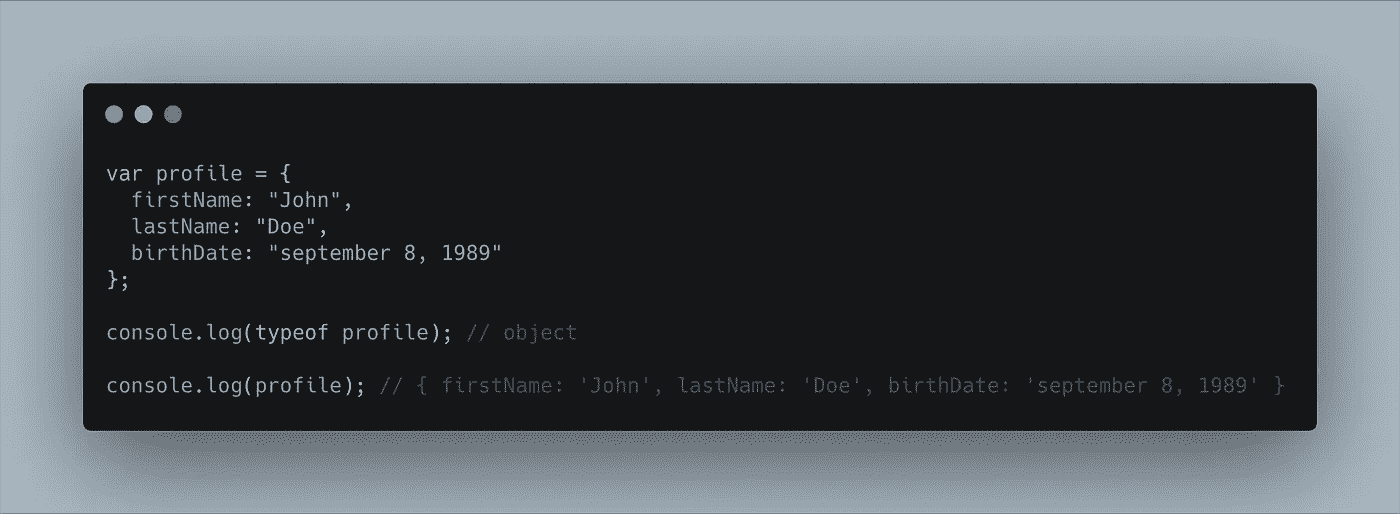 var profile = {
  firstName: "John",
  lastName: "Doe",
  birthDate: "september 8, 1989"
};
console.log(typeof profile); // object
console.log(profile); // { firstName: 'John', lastName: 'Doe', birthDate: 'september 8, 1989' }